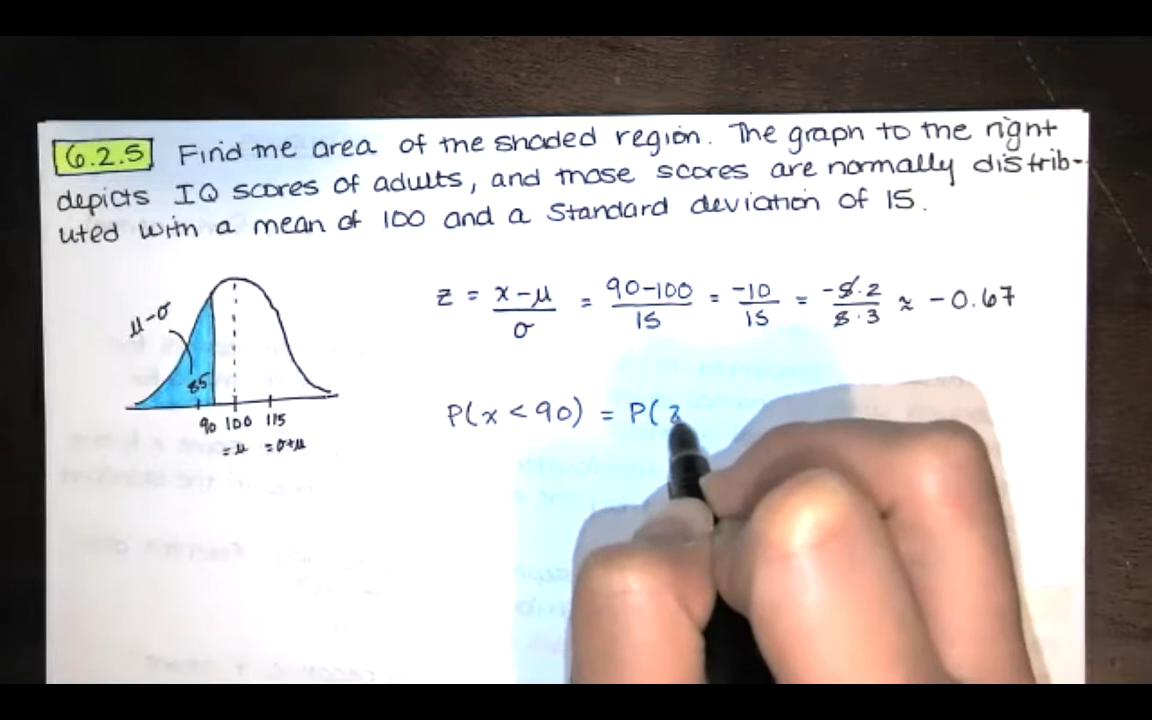 6.2.5 Find the area of the shaded region. The graph to the right
depicts IQ scores of adults, and those scores are normally distrib-
uted with a mean of 100 and a standard deviation of 15.
μ-σ
85
90 100 115
=μ =σ+μ
z = x-μ/σ = 90-100/15 = -10/15 = -5·2/5·3 ≈ -0.67
P(x < 90) = P(z